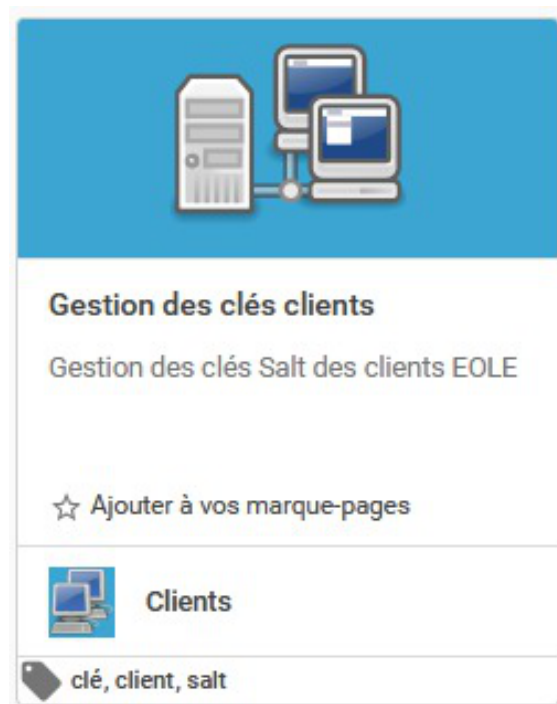 Gestion des clés clients
Gestion des clés Salt des clients EOLE
Ajouter à vos marque-pages
Clients
clé, client, salt